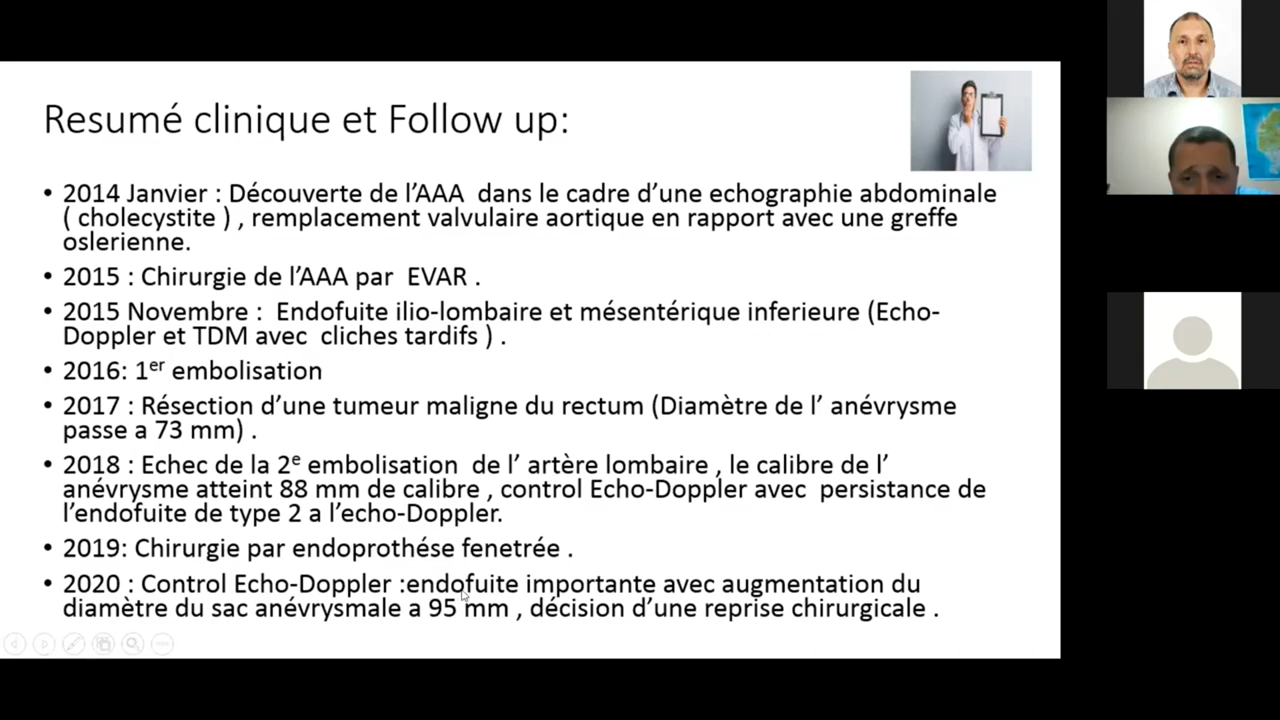 Resumé clinique et Follow up:
• 2014 Janvier : Découverte de l'AAA dans le cadre d'une echographie abdominale
( cholecystite ) , remplacement valvulaire aortique en rapport avec une greffe
oslerienne.
• 2015 : Chirurgie de l'AAA par EVAR .
• 2015 Novembre : Endofuite ilio-lombaire et mésentérique inferieure (Echo-
Doppler et TDM avec cliches tardifs ) .
• 2016: 1er embolisation
• 2017 : Résection d'une tumeur maligne du rectum (Diamètre de l' anévrysme
passe a 73 mm) .
• 2018 : Echec de la 2e embolisation de l' artère lombaire , le calibre de l'
anévrysme atteint 88 mm de calibre , control Echo-Doppler avec persistance de
l'endofuite de type 2 a l'echo-Doppler.
• 2019: Chirurgie par endoprothése fenetrée .
• 2020 : Control Echo-Doppler :endofuite importante avec augmentation du
diamètre du sac anévrysmale a 95 mm , décision d'une reprise chirurgicale .